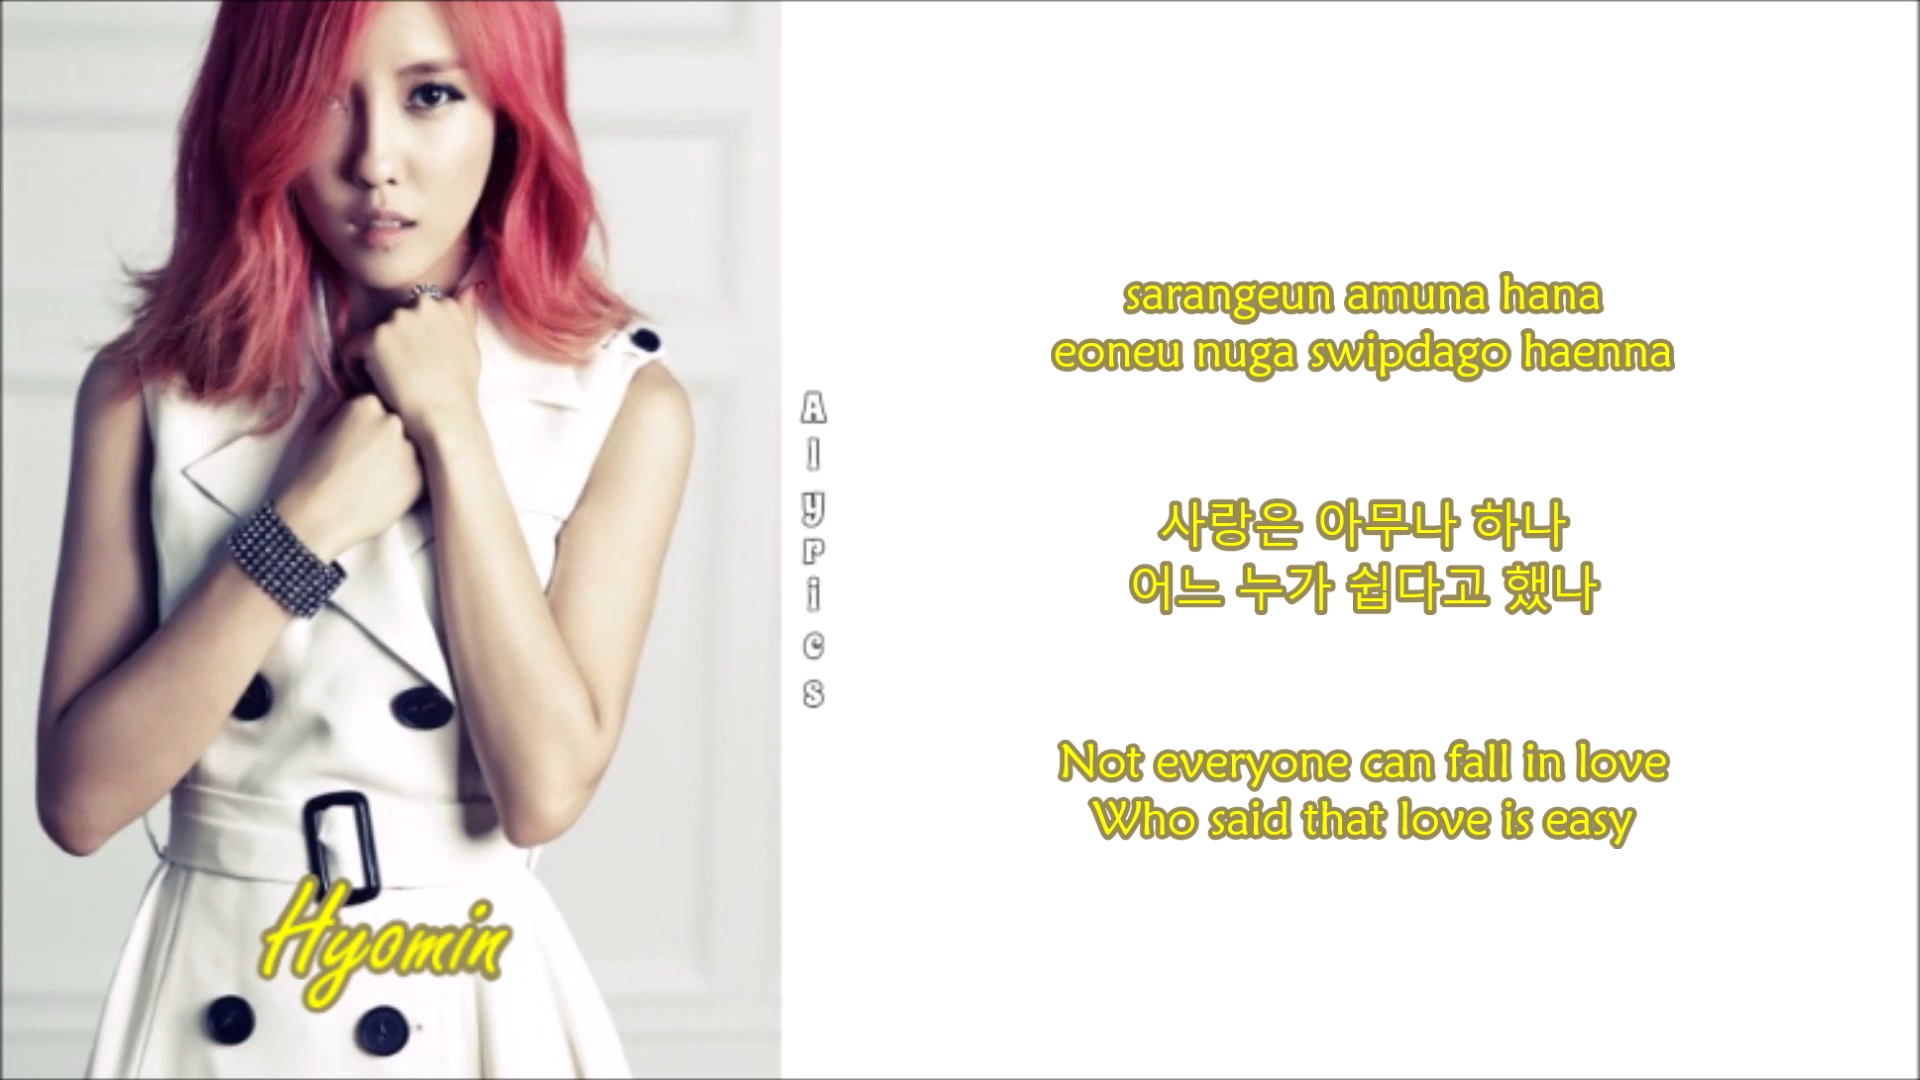 Hyomin
Alyrics
sarangeun amuna hana
eoneu nuga swipdago haenna
사랑은 아무나 하나
어느 누가 쉽다고 했나
Not everyone can fall in love
Who said that love is easy